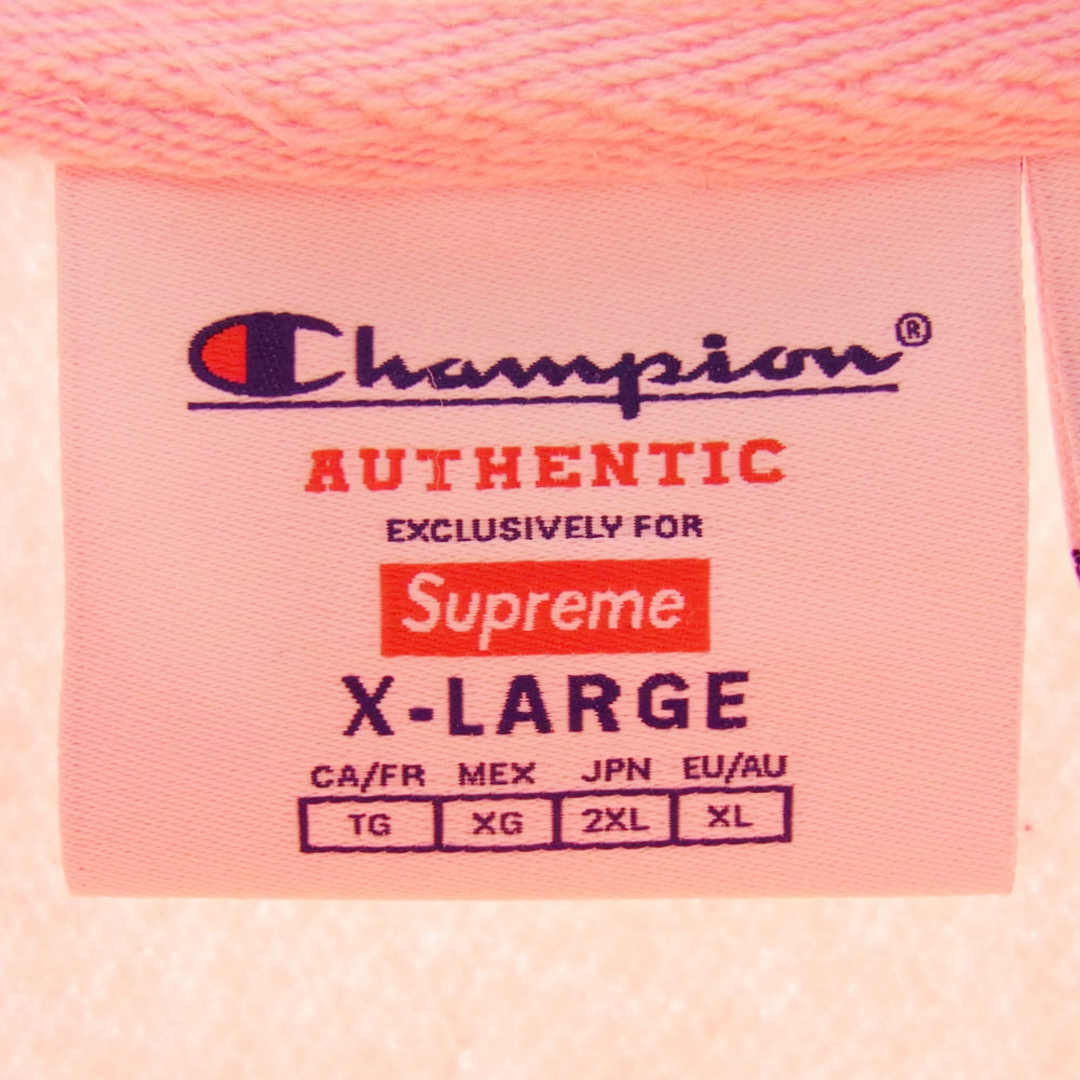 Champion®
AUTHENTIC
EXCLUSIVELY FOR
Supreme
X-LARGE
CA/FR MEX JPN EU/AU
TG XG 2XL XL